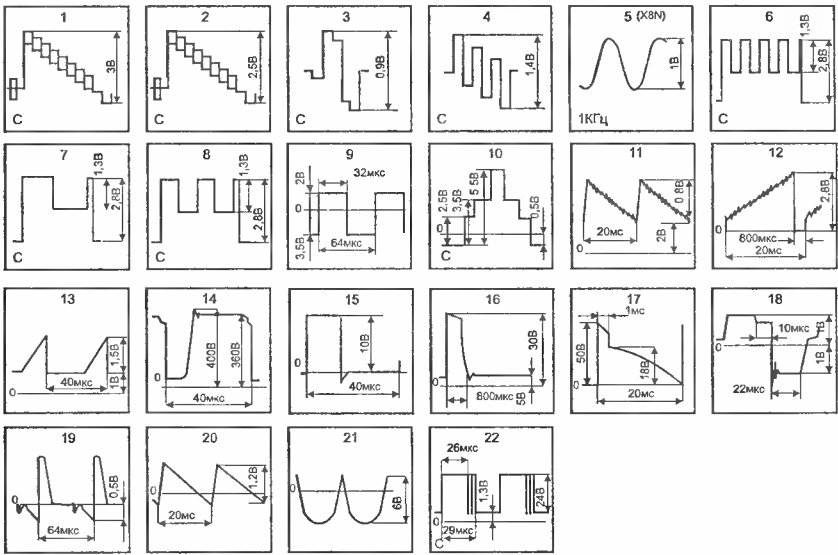 1
3В
С
2
2,5В
С
3
0,9В
С
4
1,4В
С
5 (X8N)
1В
1КГц
6
1,3В
2,8В
С
7
1,3В
2,8В
С
8
1,3В
2,8В
С
9
32мкс
2В
0
3,5В
64мкс
10
5.5В
3,5В
2.5В
0,5В
0
С
11
0.8В
20мс
2В
0
12
2,8В
0
800мкс
20мс
13
1,5В
1В
0
40мкс
14
400В
360В
0
40мкс
15
10В
0
40мкс
16
30В
0
800мкс
5В
17
1мс
50В
18В
0
20мс
18
10мкс
1В
0
1В
22мкс
19
0
0,5В
64мкс
20
1,2В
0
20мс
21
0
6В
22
26мкс
1,3В
24В
0
С
29мкс